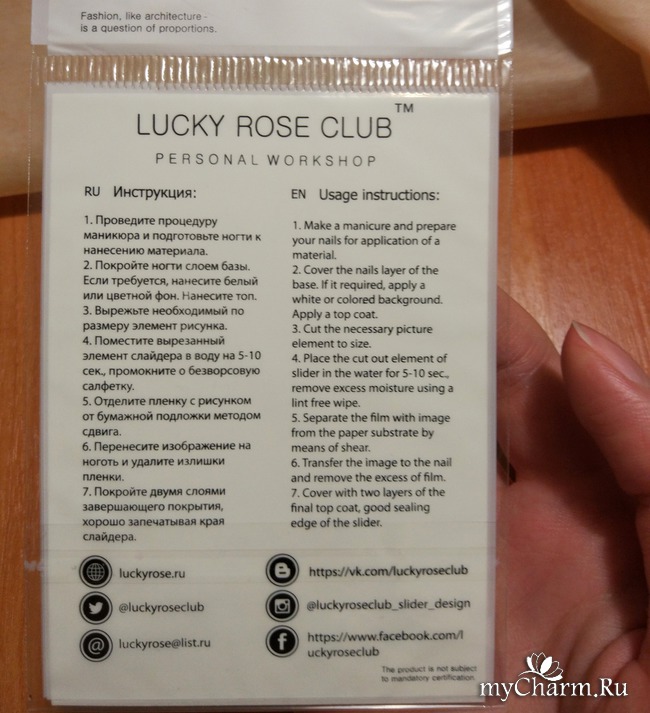 Fashion, like architecture -
is a question of proportions.
LUCKY ROSE CLUB™
PERSONAL WORKSHOP
RU Инструкция:
1. Проведите процедуру
маникюра и подготовьте ногти к
нанесению материала.
2. Покройте ногти слоем базы.
Если требуется, нанесите белый
или цветной фон. Нанесите топ.
3. Вырежьте необходимый по
размеру элемент рисунка.
4. Поместите вырезанный
элемент слайдера в воду на 5-10
сек., промокните о безворсовую
салфетку.
5. Отделите пленку с рисунком
от бумажной подложки методом
сдвига.
6. Перенесите изображение на
ноготь и удалите излишки
пленки.
7. Покройте двумя слоями
завершающего покрытия,
хорошо запечатывая края
слайдера.
EN Usage instructions:
1. Make a manicure and prepare
your nails for application of a
material.
2. Cover the nails layer of the
base. If it required, apply a
white or colored background.
Apply a top coat.
3. Cut the necessary picture
element to size.
4. Place the cut out element of
slider in the water for 5-10 sec.,
remove excess moisture using a
lint free wipe.
5. Separate the film with image
from the paper substrate by
means of shear.
6. Transfer the image to the nail
and remove the excess of film.
7. Cover with two layers of the
final top coat, good sealing
edge of the slider.
luckyrose.ru
@luckyroseclub
luckyrose@list.ru
https://vk.com/luckyroseclub
@luckyroseclub_slider_design
https://www.facebook.com/l
uckyroseclub
The product is not subject
to mandatory certification.
myCharm.Ru